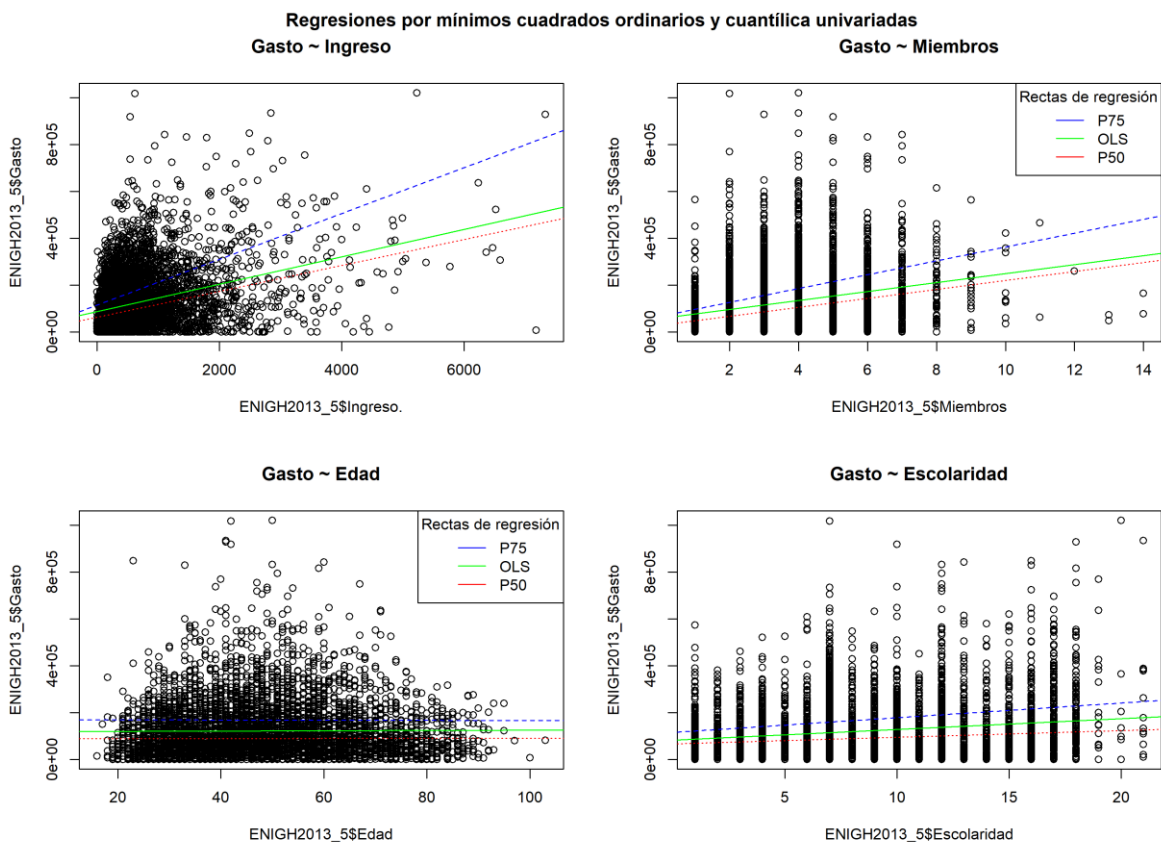 Regresiones por mínimos cuadrados ordinarios y cuantílica univariadas
Gasto ~ Ingreso
ENIGH2013_5$Gasto
0e+00 4e+05 8e+05
0 2000 4000 6000
ENIGH2013_5$Ingreso.
Gasto ~ Miembros
ENIGH2013_5$Gasto
0e+00 4e+05 8e+05
Rectas de regresión
P75
OLS
P50
2 4 6 8 10 12 14
ENIGH2013_5$Miembros
Gasto ~ Edad
ENIGH2013_5$Gasto
0e+00 4e+05 8e+05
Rectas de regresión
P75
OLS
P50
20 40 60 80 100
ENIGH2013_5$Edad
Gasto ~ Escolaridad
ENIGH2013_5$Gasto
0e+00 4e+05 8e+05
5 10 15 20
ENIGH2013_5$Escolaridad